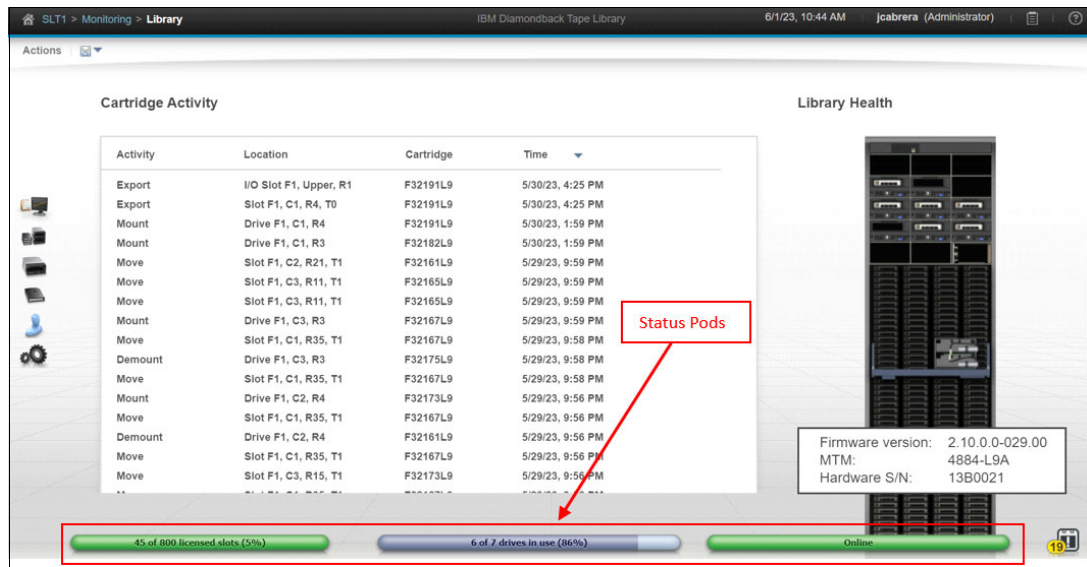 SLT1 > Monitoring > Library
IBM Diamondback Tape Library
6/1/23, 10:44 AM
jcabrera (Administrator)
Actions
Cartridge Activity
Library Health
Activity Location Cartridge Time
Export I/O Slot F1, Upper, R1 F32191L9 5/30/23, 4:25 PM
Export Slot F1, C1, R4, T0 F32191L9 5/30/23, 4:25 PM
Mount Drive F1, C1, R4 F32191L9 5/30/23, 1:59 PM
Mount Drive F1, C1, R3 F32182L9 5/30/23, 1:59 PM
Move Slot F1, C2, R21, T1 F32161L9 5/29/23, 9:59 PM
Move Slot F1, C3, R11, T1 F32165L9 5/29/23, 9:59 PM
Move Slot F1, C3, R11, T1 F32165L9 5/29/23, 9:59 PM
Mount Drive F1, C3, R3 F32167L9 5/29/23, 9:59 PM
Move Slot F1, C1, R35, T1 F32167L9 5/29/23, 9:58 PM
Demount Drive F1, C3, R3 F32175L9 5/29/23, 9:58 PM
Move Slot F1, C1, R35, T1 F32167L9 5/29/23, 9:58 PM
Mount Drive F1, C2, R4 F32173L9 5/29/23, 9:56 PM
Move Slot F1, C1, R35, T1 F32167L9 5/29/23, 9:56 PM
Demount Drive F1, C2, R4 F32161L9 5/29/23, 9:56 PM
Move Slot F1, C1, R35, T1 F32167L9 5/29/23, 9:56 PM
Move Slot F1, C3, R15, T1 F32173L9 5/29/23, 9:56 PM
Status Pods
Firmware version: 2.10.0.0-029.00
MTM: 4884-L9A
Hardware S/N: 13B0021
45 of 800 licensed slots (5%)
6 of 7 drives in use (86%)
Online
19